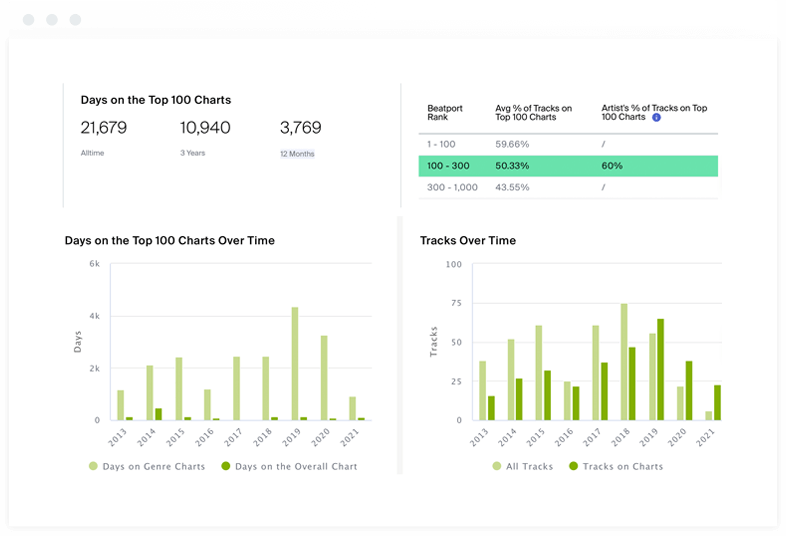 Days on the Top 100 Charts
21,679 10,940 3,769
Alltime 3 Years 12 Months
Beatport Rank Avg % of Tracks on Top 100 Charts Artist's % of Tracks on Top 100 Charts i
1 - 100 59.66% /
100 - 300 50.33% 60%
300 - 1,000 43.55% /
Days on the Top 100 Charts Over Time
6k
4k
2k
0
Days
2013 2014 2015 2016 2017 2018 2019 2020 2021
Days on Genre Charts Days on the Overall Chart
Tracks Over Time
100
75
50
25
0
Tracks
2013 2014 2015 2016 2017 2018 2019 2020 2021
All Tracks Tracks on Charts